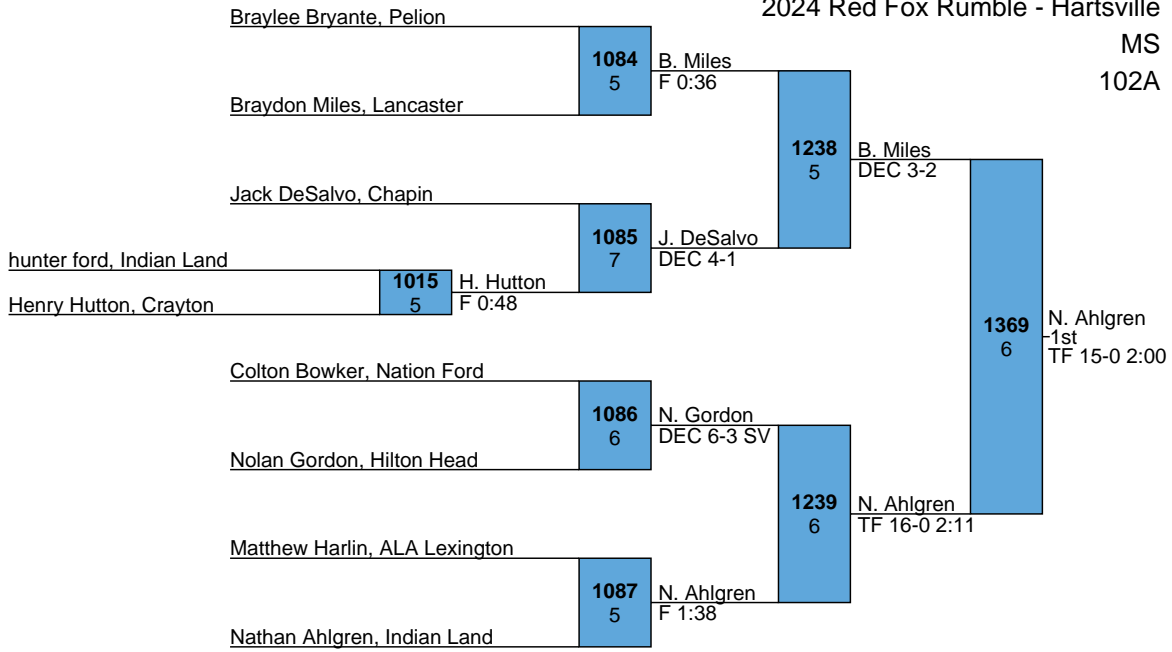 2024 Red Fox Rumble - Hartsville
MS
102A
Braylee Bryante, Pelion
1084
5
B. Miles
F 0:36
Braydon Miles, Lancaster
1238
5
B. Miles
DEC 3-2
Jack DeSalvo, Chapin
1085
7
J. DeSalvo
DEC 4-1
hunter ford, Indian Land
1015
5
H. Hutton
F 0:48
Henry Hutton, Crayton
1369
6
N. Ahlgren
1st
TF 15-0 2:00
Colton Bowker, Nation Ford
1086
6
N. Gordon
DEC 6-3 SV
Nolan Gordon, Hilton Head
1239
6
N. Ahlgren
TF 16-0 2:11
Matthew Harlin, ALA Lexington
1087
5
N. Ahlgren
F 1:38
Nathan Ahlgren, Indian Land